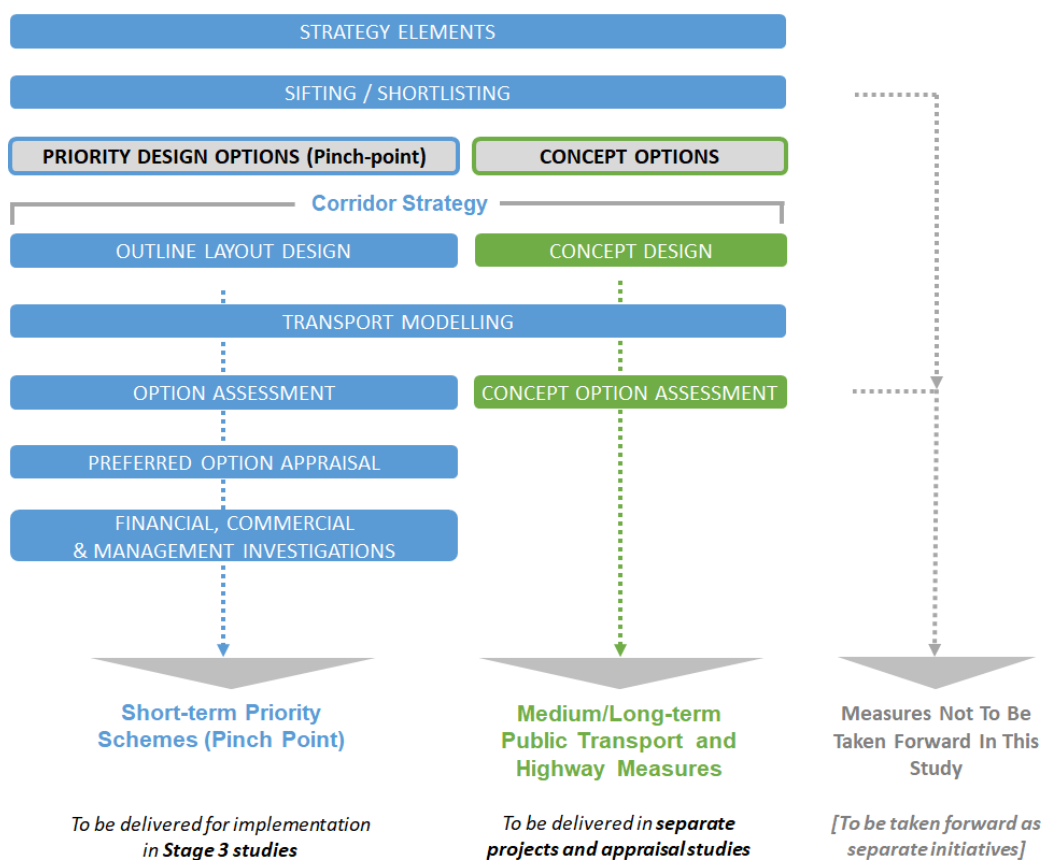 STRATEGY ELEMENTS
SIFTING / SHORTLISTING
PRIORITY DESIGN OPTIONS (Pinch-point)
CONCEPT OPTIONS
Corridor Strategy
OUTLINE LAYOUT DESIGN
CONCEPT DESIGN
TRANSPORT MODELLING
OPTION ASSESSMENT
CONCEPT OPTION ASSESSMENT
PREFERRED OPTION APPRAISAL
FINANCIAL, COMMERCIAL
& MANAGEMENT INVESTIGATIONS
Short-term Priority
Schemes (Pinch Point)
Medium/Long-term
Public Transport and
Highway Measures
Measures Not To Be
Taken Forward In This
Study
To be delivered for implementation
in Stage 3 studies
To be delivered in separate
projects and appraisal studies
[To be taken forward as
separate initiatives]